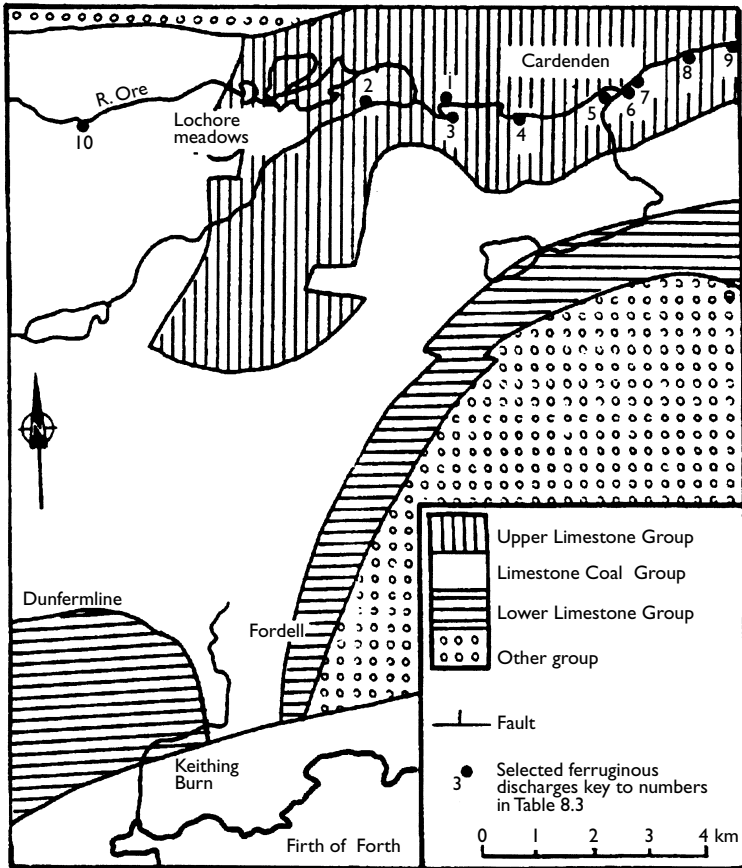 Cardenden
9
8
7
6
5
R. Ore
2
i
3
4
10
Lochore
meadows
N
Dunfermline
Fordell
Keithing
Burn
Firth of Forth
Upper Limestone Group
Limestone Coal Group
Lower Limestone Group
Other group
Fault
3
Selected ferruginous
discharges key to numbers
in Table 8.3
0 1 2 3 4 km